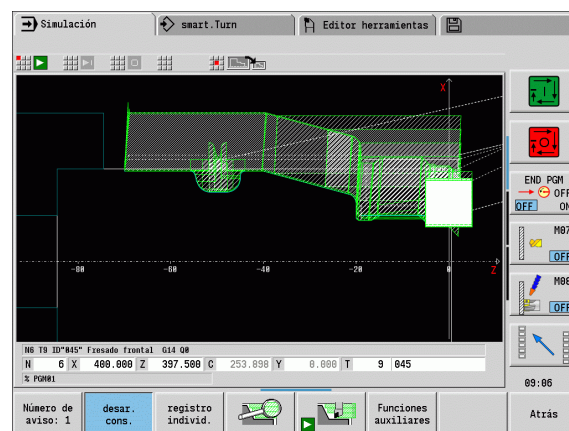 Simulación
smart.Turn
Editor herramientas
X
END PGM
OFF
OFF ON
M07
OFF
-80 -60 -40 -20 0 Z
M08
OFF
N6 T9 ID"045" Fresado frontal G14 Q0
N 6 X 400.000 Z 397.500 C 253.890 Y 0.000 T 9 045
% PGM01
09:06
Número de aviso: 1
desar. cons.
registro individ.
Funciones auxiliares
Atrás